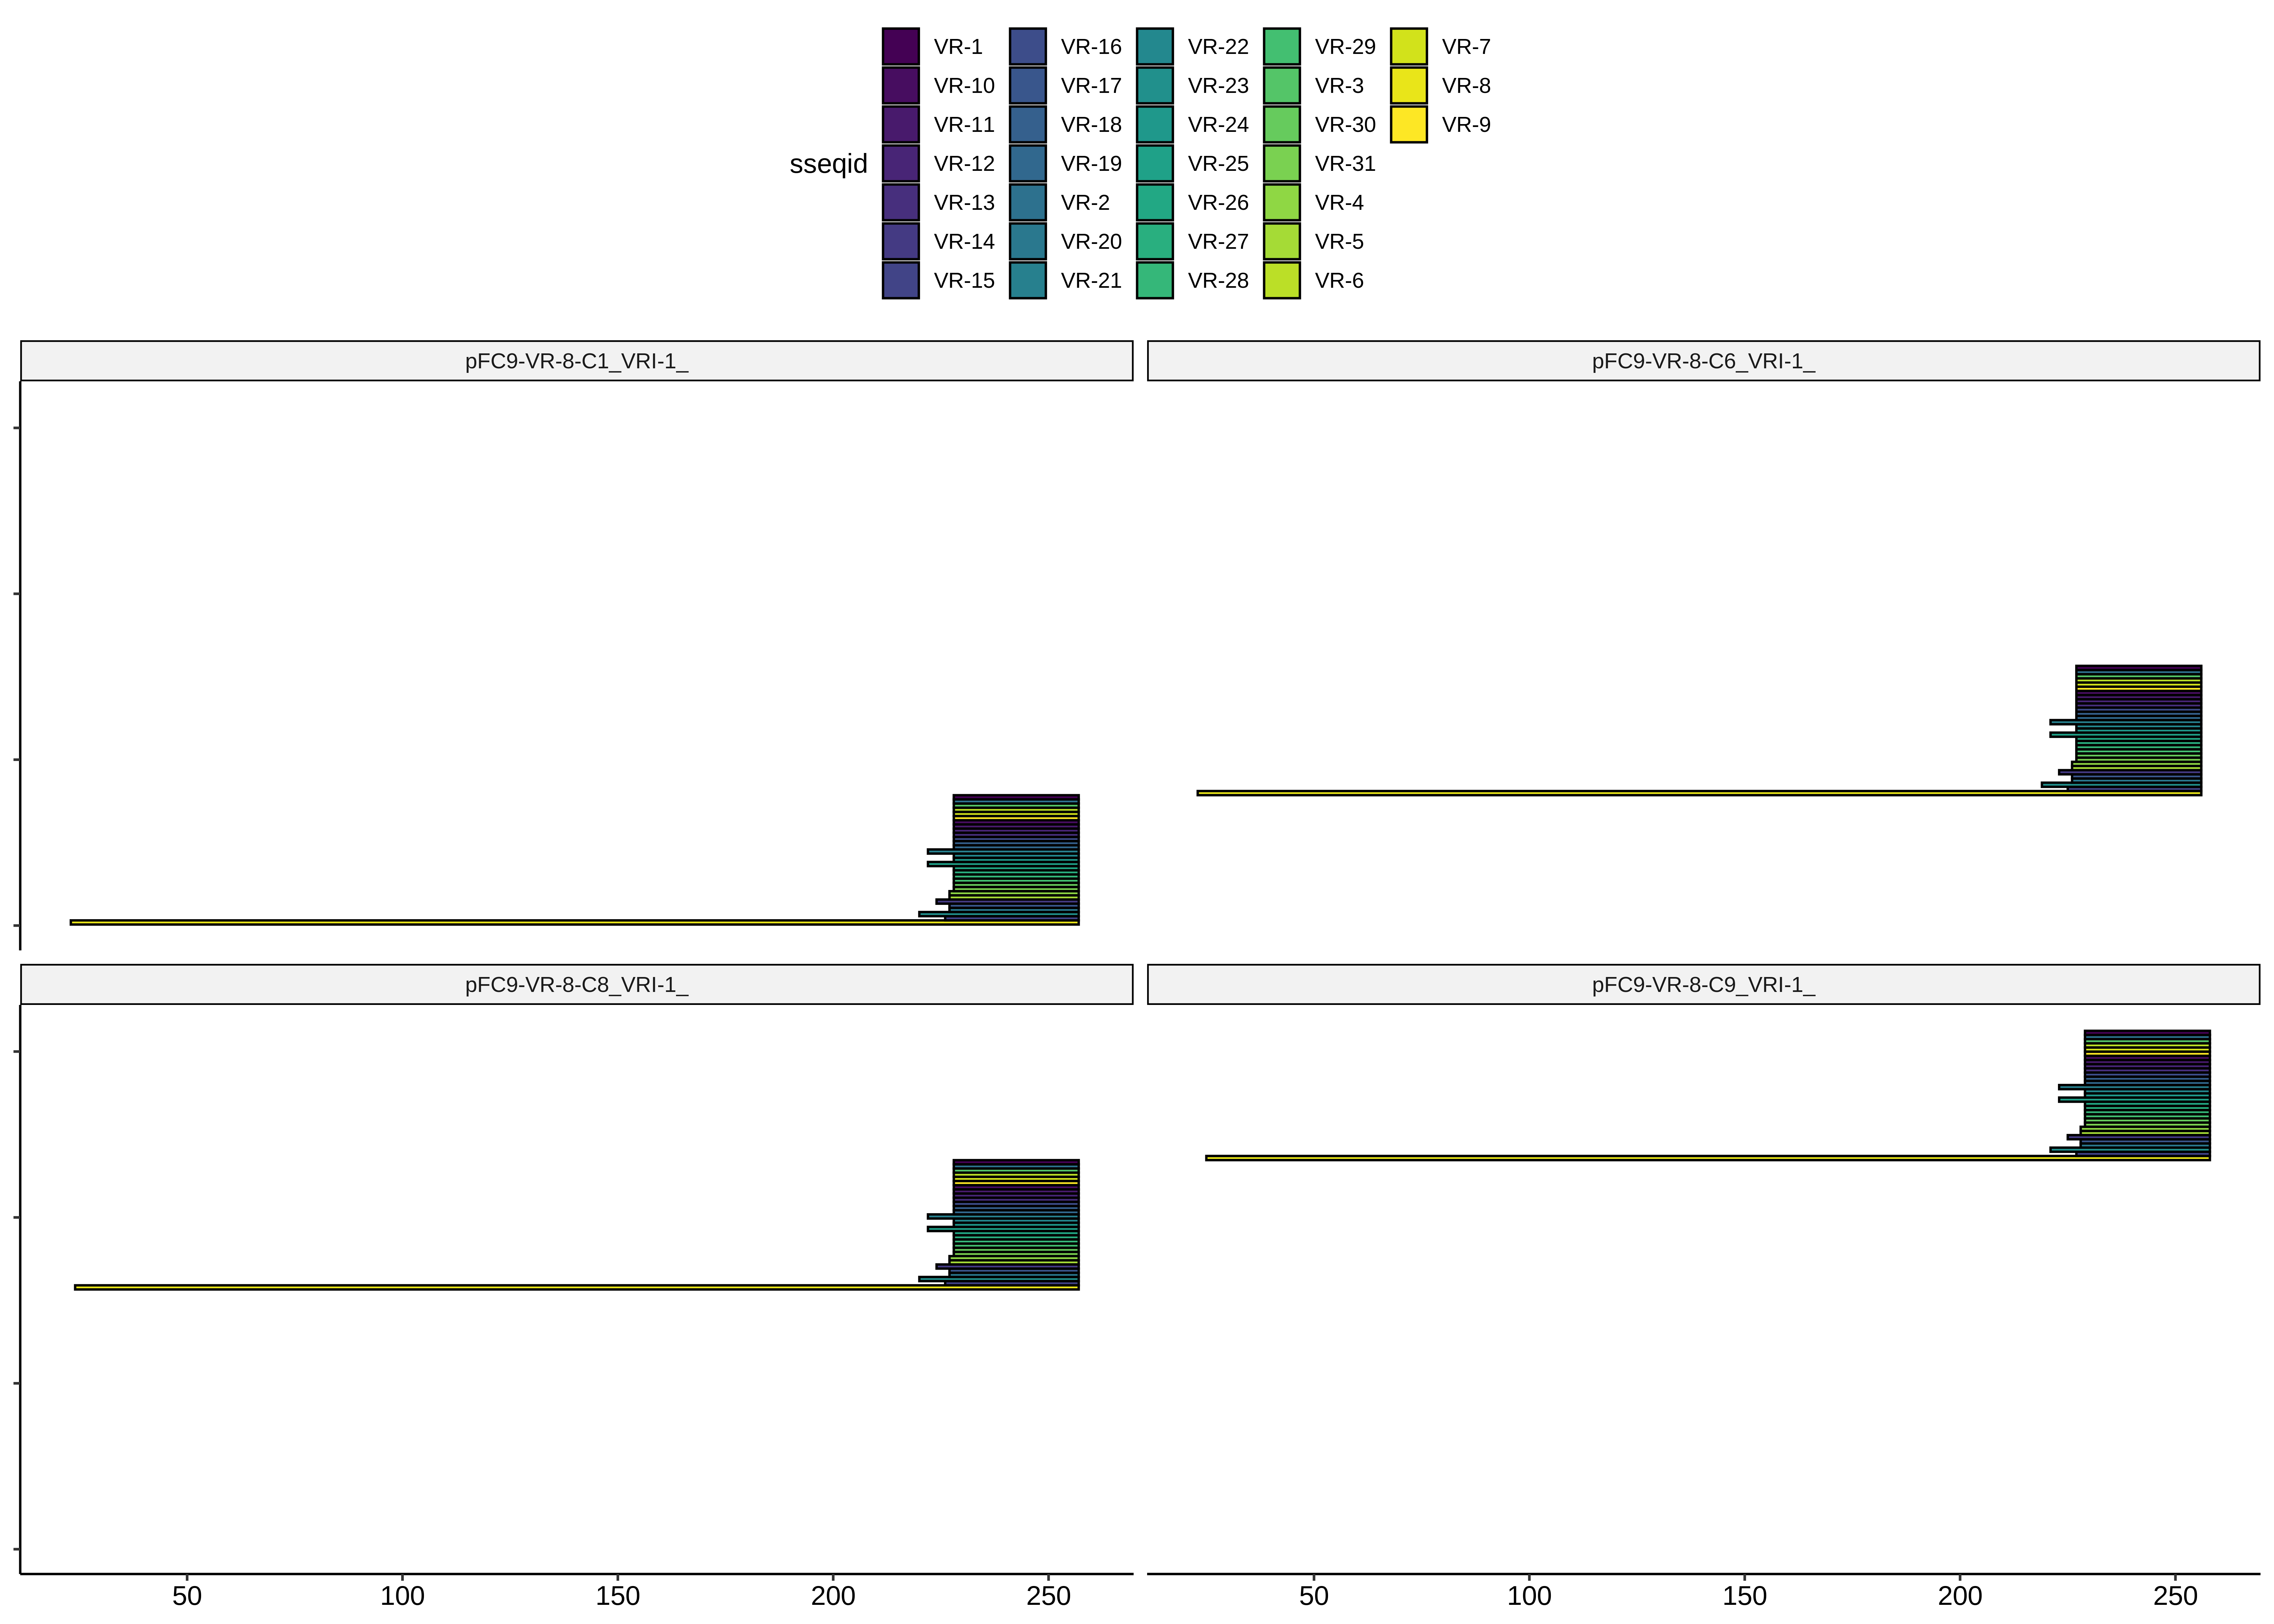 VR-1 VR-16 VR-22 VR-29 VR-7
VR-10 VR-17 VR-23 VR-3 VR-8
VR-11 VR-18 VR-24 VR-30 VR-9
sseqid VR-12 VR-19 VR-25 VR-31
VR-13 VR-2 VR-26 VR-4
VR-14 VR-20 VR-27 VR-5
VR-15 VR-21 VR-28 VR-6
pFC9-VR-8-C1_VRI-1_ pFC9-VR-8-C6_VRI-1_
pFC9-VR-8-C8_VRI-1_ pFC9-VR-8-C9_VRI-1_
50 100 150 200 250 50 100 150 200 250